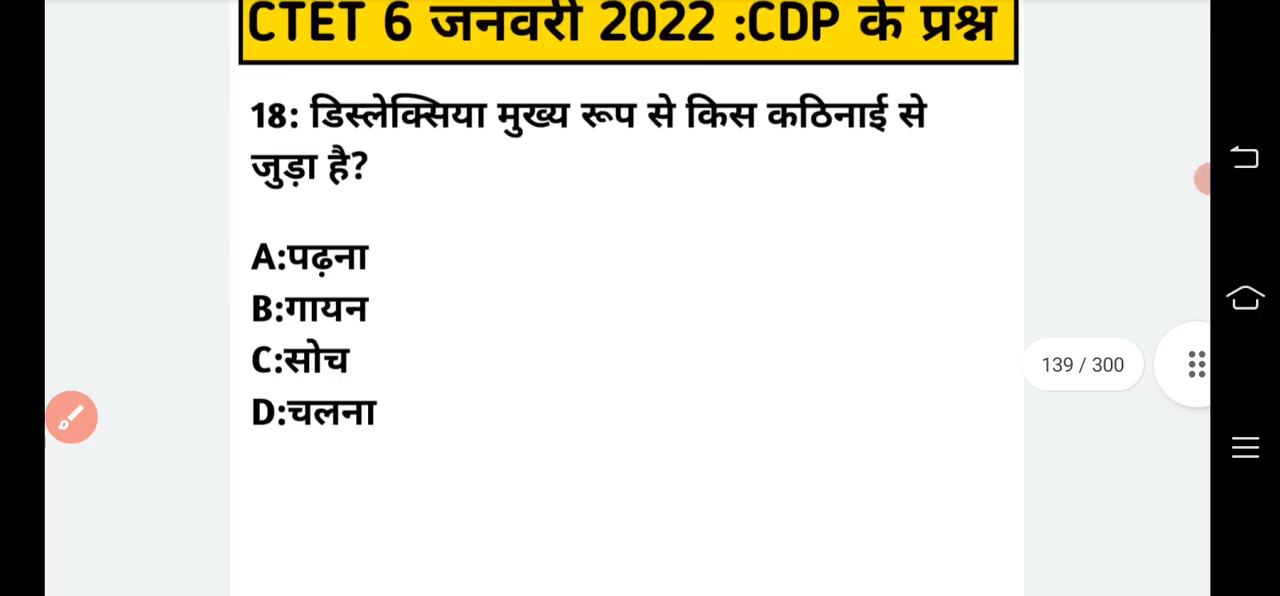 CTET 6 जनवरी 2022 :CDP के प्रश्न
18: डिस्लेक्सिया मुख्य रूप से किस कठिनाई से
जुड़ा है?
A:पढ़ना
B:गायन
C:सोच
D:चलना
139 / 300